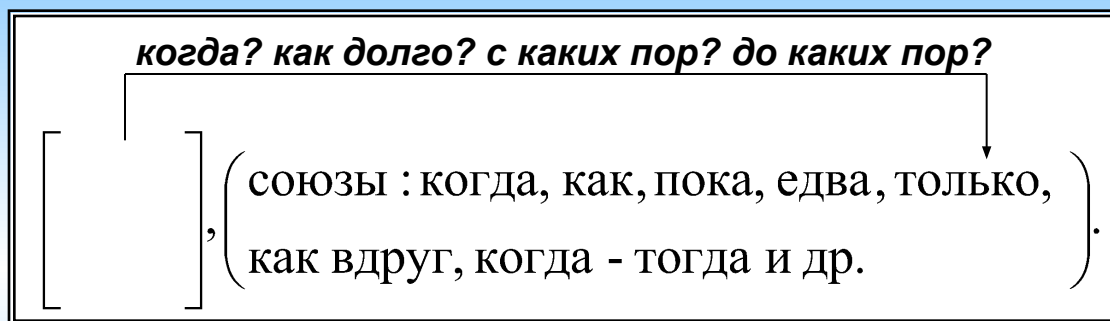 когда? как долго? с каких пор? до каких пор?
[ ], (союзы : когда, как, пока, едва, только,
как вдруг, когда - тогда и др. ).